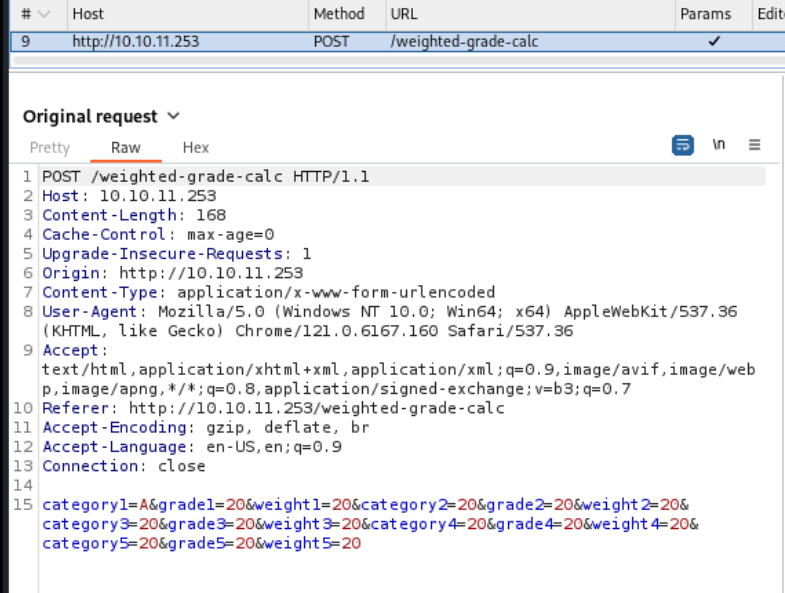 # Host Method URL Params Edit
9 http://10.10.11.253 POST /weighted-grade-calc ✓
Original request
Pretty Raw Hex \n
1 POST /weighted-grade-calc HTTP/1.1
2 Host: 10.10.11.253
3 Content-Length: 168
4 Cache-Control: max-age=0
5 Upgrade-Insecure-Requests: 1
6 Origin: http://10.10.11.253
7 Content-Type: application/x-www-form-urlencoded
8 User-Agent: Mozilla/5.0 (Windows NT 10.0; Win64; x64) AppleWebKit/537.36
(KHTML, like Gecko) Chrome/121.0.6167.160 Safari/537.36
9 Accept:
text/html,application/xhtml+xml,application/xml;q=0.9,image/avif,image/web
p,image/apng,*/*;q=0.8,application/signed-exchange;v=b3;q=0.7
10 Referer: http://10.10.11.253/weighted-grade-calc
11 Accept-Encoding: gzip, deflate, br
12 Accept-Language: en-US,en;q=0.9
13 Connection: close
14
15 category1=A&grade1=20&weight1=20&category2=20&grade2=20&weight2=20&
category3=20&grade3=20&weight3=20&category4=20&grade4=20&weight4=20&
category5=20&grade5=20&weight5=20